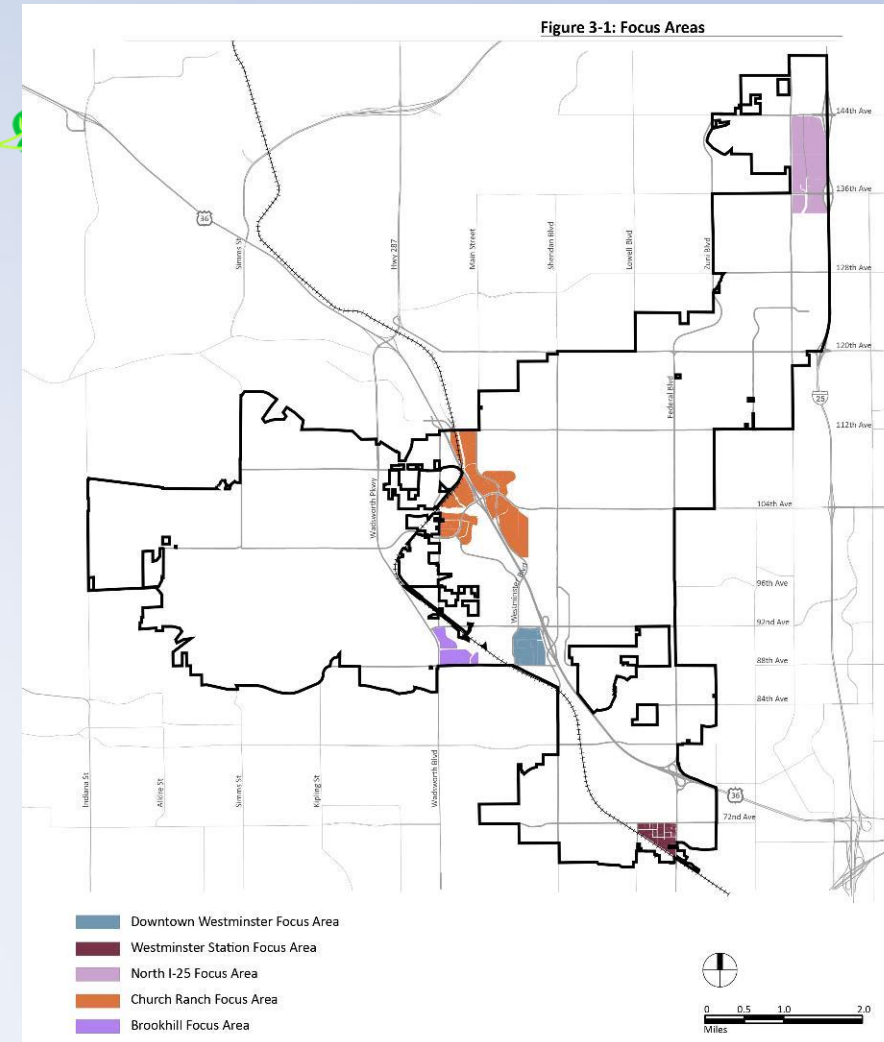 Figure 3-1: Focus Areas
144th Ave
136th Ave
36
Simms St
Hwy 287
Main Street
Sheridan Blvd
Lowell Blvd
Zuni Blvd
128th Ave
120th Ave
Federal Blvd
25
112th Ave
Wadsworth Pkwy
104th Ave
96th Ave
Westminster Blvd
92nd Ave
88th Ave
84th Ave
Indiana St
Alkire St
Simms St
Kipling St
Wadsworth Blvd
36
72nd Ave
Downtown Westminster Focus Area
Westminster Station Focus Area
North I-25 Focus Area
Church Ranch Focus Area
Brookhill Focus Area
0 0.5 1.0 2.0
Miles